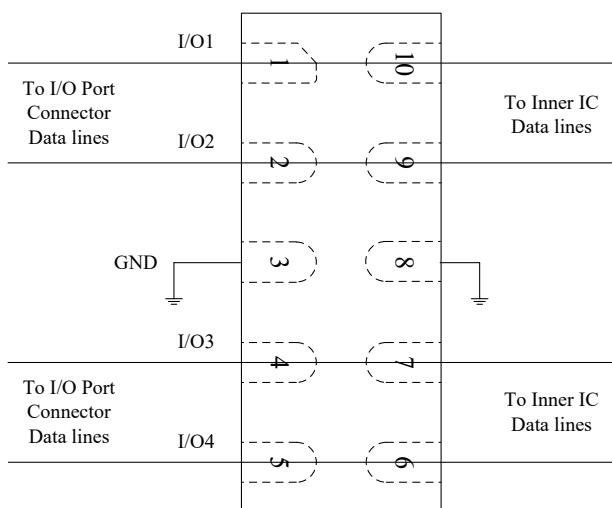 I/O1
1
10
To I/O Port
Connector
Data lines
To Inner IC
Data lines
I/O2
2
9
GND
3
8
I/O3
4
7
To I/O Port
Connector
Data lines
To Inner IC
Data lines
I/O4
5
6